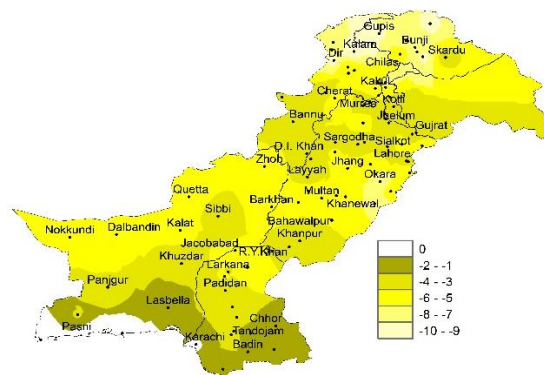 Gupis
Bunji
Kalam
Dir
Skardu
Chilas
Kakul
Cherat
Murree
Kotli
Bannu
Jhelum
Gujrat
Sargodha
Sialkot
D.I. Khan
Lahore
Zhob
Jhang
Layyah
Okara
Quetta
Multan
Barkhan
Khanewal
Sibbi
Bahawalpur
Kalat
Nokkundi
Dalbandin
Khanpur
Jacobabad
R.Y.Khan
Khuzdar
Larkana
Panjgur
Padidan
Lasbella
Chhor
Pasni
Karachi
Tandojam
Badin
0
-2 - -1
-4 - -3
-6 - -5
-8 - -7
-10 - -9